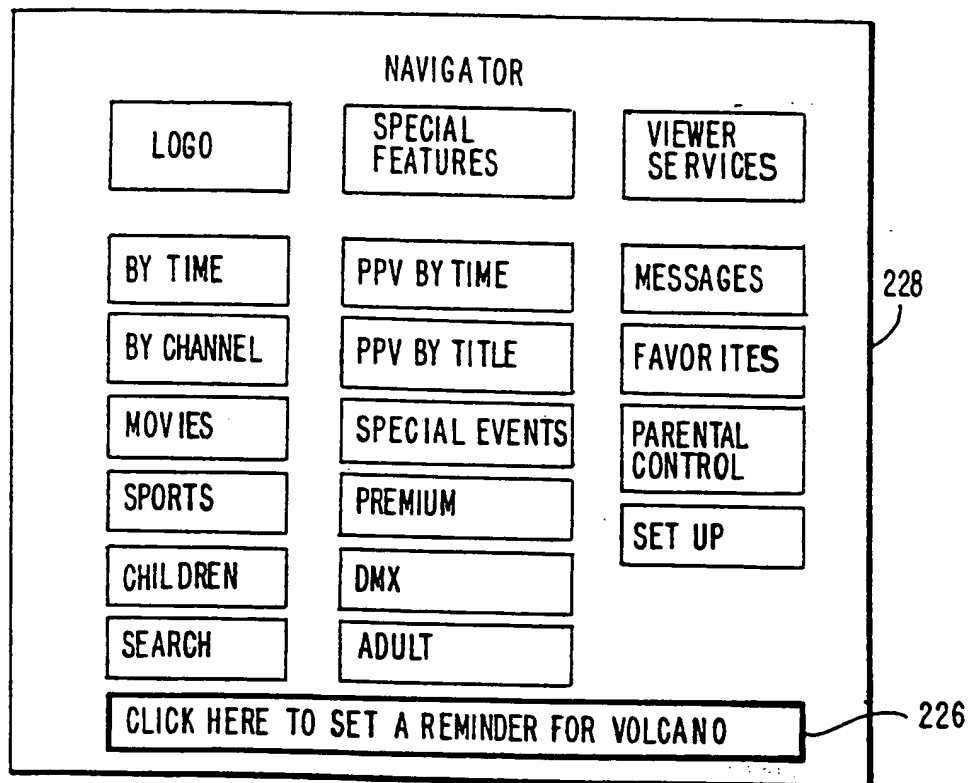 NAVIGATOR
LOGO
SPECIAL
FEATURES
VIEWER
SERVICES
BY TIME
PPV BY TIME
MESSAGES
228
BY CHANNEL
PPV BY TITLE
FAVORITES
MOVIES
SPECIAL EVENTS
PARENTAL
CONTROL
SPORTS
PREMIUM
SET UP
CHILDREN
DMX
SEARCH
ADULT
CLICK HERE TO SET A REMINDER FOR VOLCANO
226